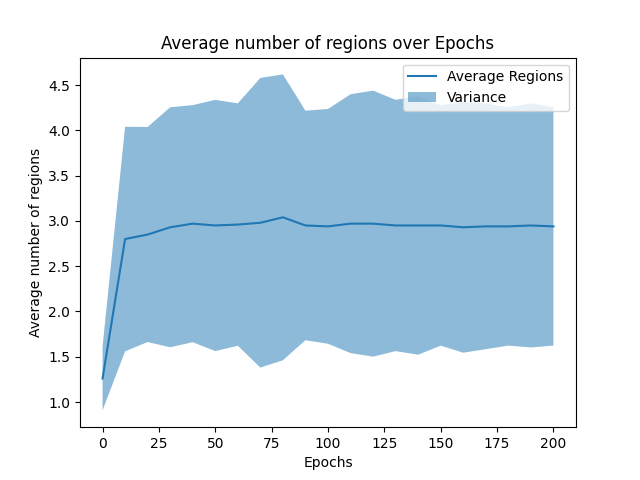 Average number of regions over Epochs
Average Regions
Variance
Average number of regions
4.5
4.0
3.5
3.0
2.5
2.0
1.5
1.0
0 25 50 75 100 125 150 175 200
Epochs